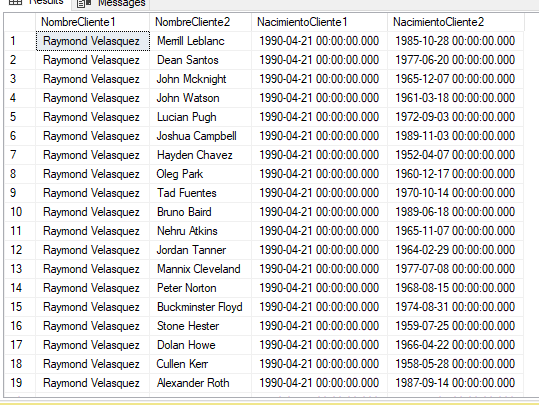 Results Messages
NombreCliente1 NombreCliente2 NacimientoCliente1 NacimientoCliente2
1 Raymond Velasquez Merrill Leblanc 1990-04-21 00:00:00.000 1985-10-28 00:00:00.000
2 Raymond Velasquez Dean Santos 1990-04-21 00:00:00.000 1977-06-20 00:00:00.000
3 Raymond Velasquez John Mcknight 1990-04-21 00:00:00.000 1965-12-07 00:00:00.000
4 Raymond Velasquez John Watson 1990-04-21 00:00:00.000 1961-03-18 00:00:00.000
5 Raymond Velasquez Lucian Pugh 1990-04-21 00:00:00.000 1972-09-03 00:00:00.000
6 Raymond Velasquez Joshua Campbell 1990-04-21 00:00:00.000 1989-11-03 00:00:00.000
7 Raymond Velasquez Hayden Chavez 1990-04-21 00:00:00.000 1952-04-07 00:00:00.000
8 Raymond Velasquez Oleg Park 1990-04-21 00:00:00.000 1960-12-17 00:00:00.000
9 Raymond Velasquez Tad Fuentes 1990-04-21 00:00:00.000 1970-10-14 00:00:00.000
10 Raymond Velasquez Bruno Baird 1990-04-21 00:00:00.000 1989-06-18 00:00:00.000
11 Raymond Velasquez Nehru Atkins 1990-04-21 00:00:00.000 1965-11-07 00:00:00.000
12 Raymond Velasquez Jordan Tanner 1990-04-21 00:00:00.000 1964-02-29 00:00:00.000
13 Raymond Velasquez Mannix Cleveland 1990-04-21 00:00:00.000 1977-07-08 00:00:00.000
14 Raymond Velasquez Peter Norton 1990-04-21 00:00:00.000 1968-08-15 00:00:00.000
15 Raymond Velasquez Buckminster Floyd 1990-04-21 00:00:00.000 1974-08-31 00:00:00.000
16 Raymond Velasquez Stone Hester 1990-04-21 00:00:00.000 1959-07-25 00:00:00.000
17 Raymond Velasquez Dolan Howe 1990-04-21 00:00:00.000 1966-04-22 00:00:00.000
18 Raymond Velasquez Cullen Kerr 1990-04-21 00:00:00.000 1958-05-28 00:00:00.000
19 Raymond Velasquez Alexander Roth 1990-04-21 00:00:00.000 1987-09-14 00:00:00.000